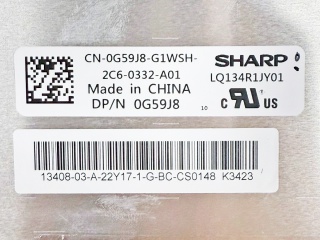 CN-0G59J8-G1WSH-
2C6-0332-A01
Made in CHINA
DP/N 0G59J8
10
SHARP
LQ134R1JY01
C RU US
13408-03-A-22Y17-1-G-BC-CS0148 K3423